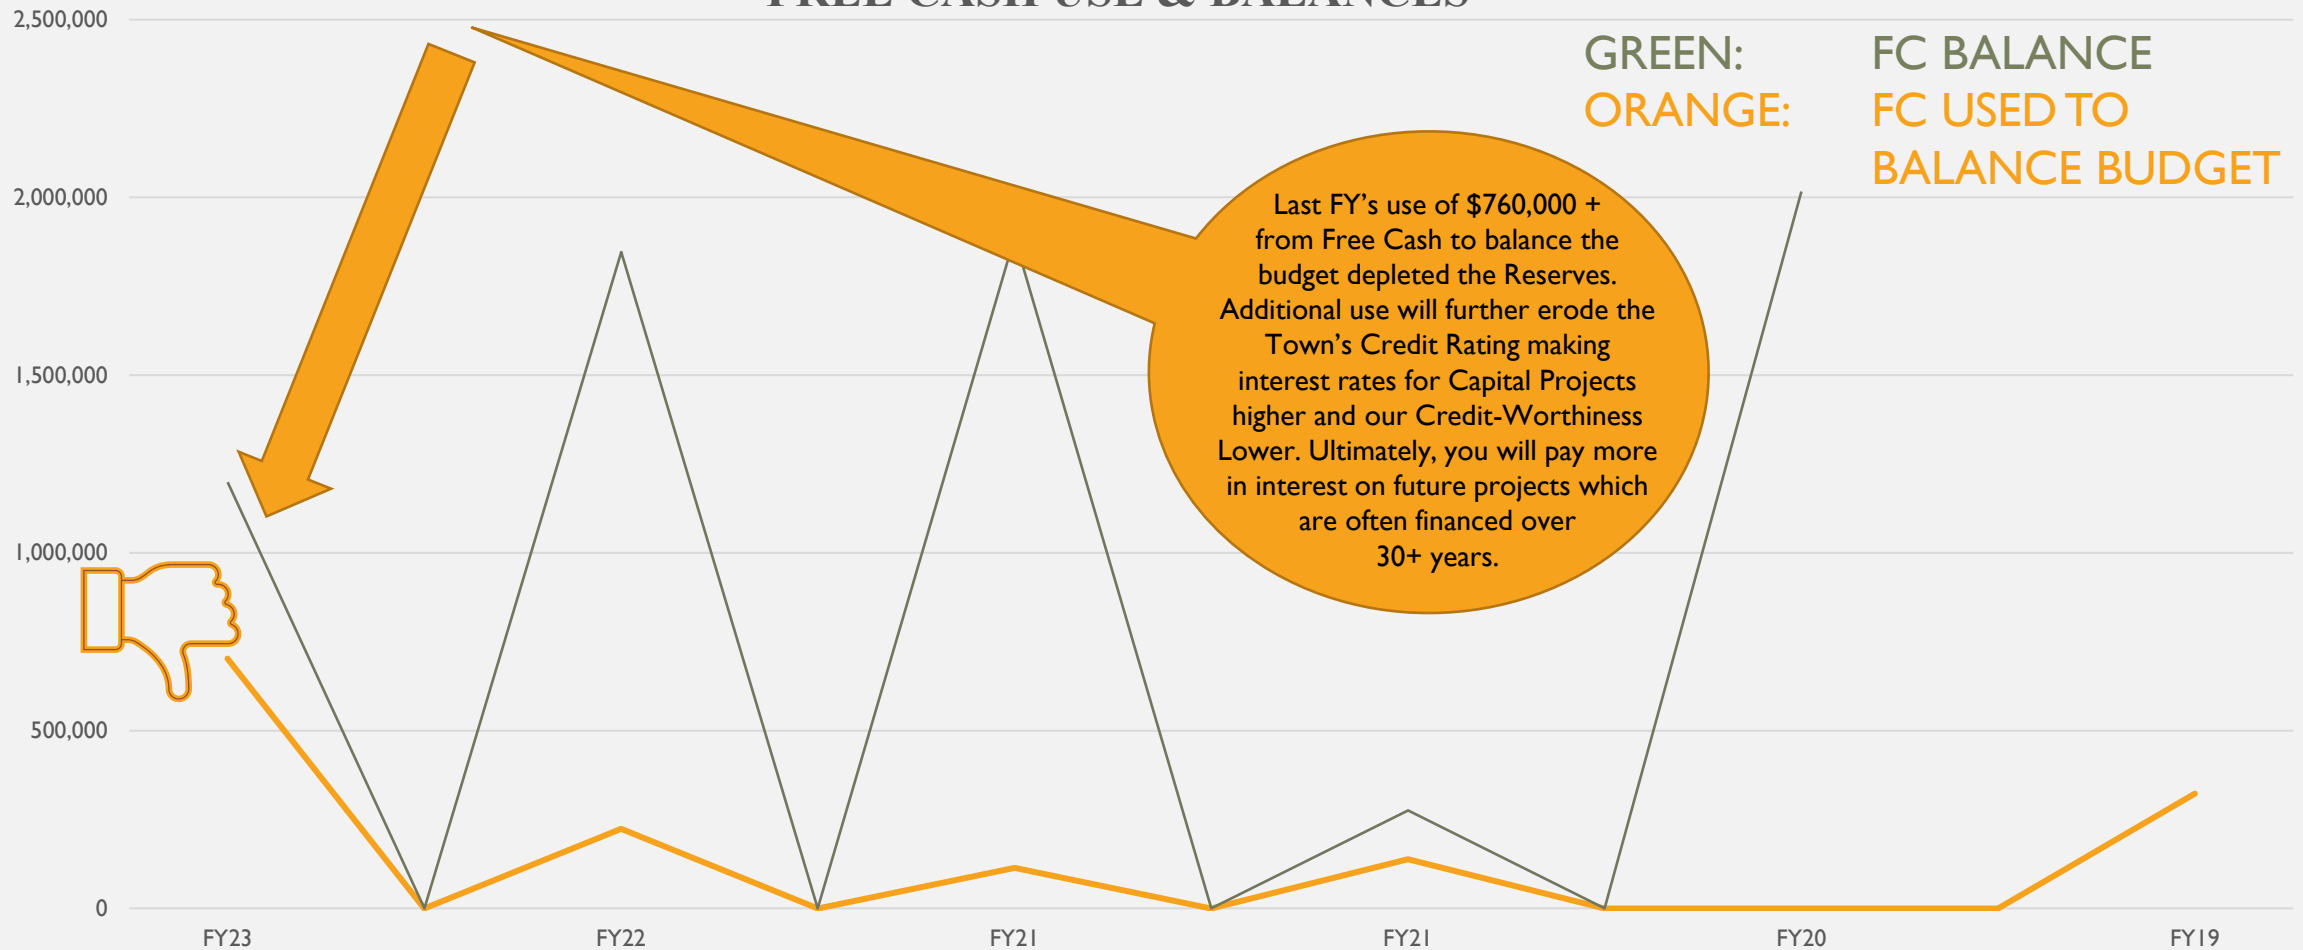 FREE CASH USE & BALANCES
2,500,000
GREEN: FC BALANCE
ORANGE: FC USED TO
BALANCE BUDGET
2,000,000
Last FY's use of $760,000 +
from Free Cash to balance the
budget depleted the Reserves.
Additional use will further erode the
Town's Credit Rating making
interest rates for Capital Projects
higher and our Credit-Worthiness
Lower. Ultimately, you will pay more
in interest on future projects which
are often financed over
30+ years.
1,500,000
1,000,000
500,000
0
FY23 FY22 FY21 FY21 FY20 FY19